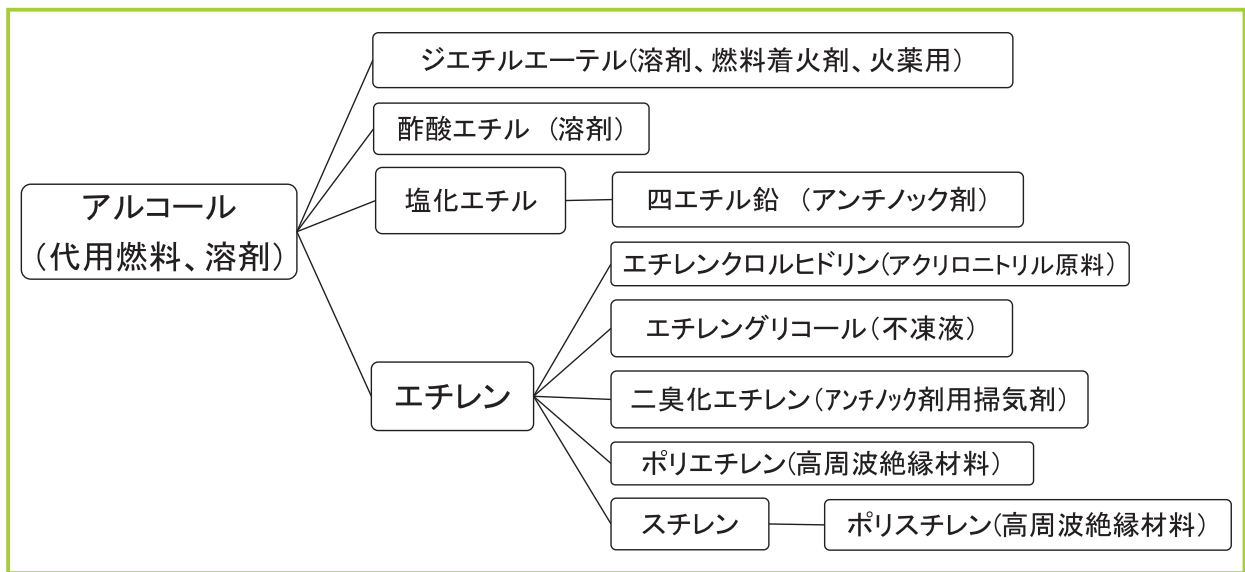 ジエチルエーテル(溶剤、燃料着火剤、火薬用)
酢酸エチル (溶剤)
アルコール
(代用燃料、溶剤)
塩化エチル
四エチル鉛 (アンチノック剤)
エチレン
エチレンクロルヒドリン(アクリロニトリル原料)
エチレングリコール(不凍液)
二臭化エチレン(アンチノック剤用掃気剤)
ポリエチレン(高周波絶縁材料)
スチレン
ポリスチレン(高周波絶縁材料)